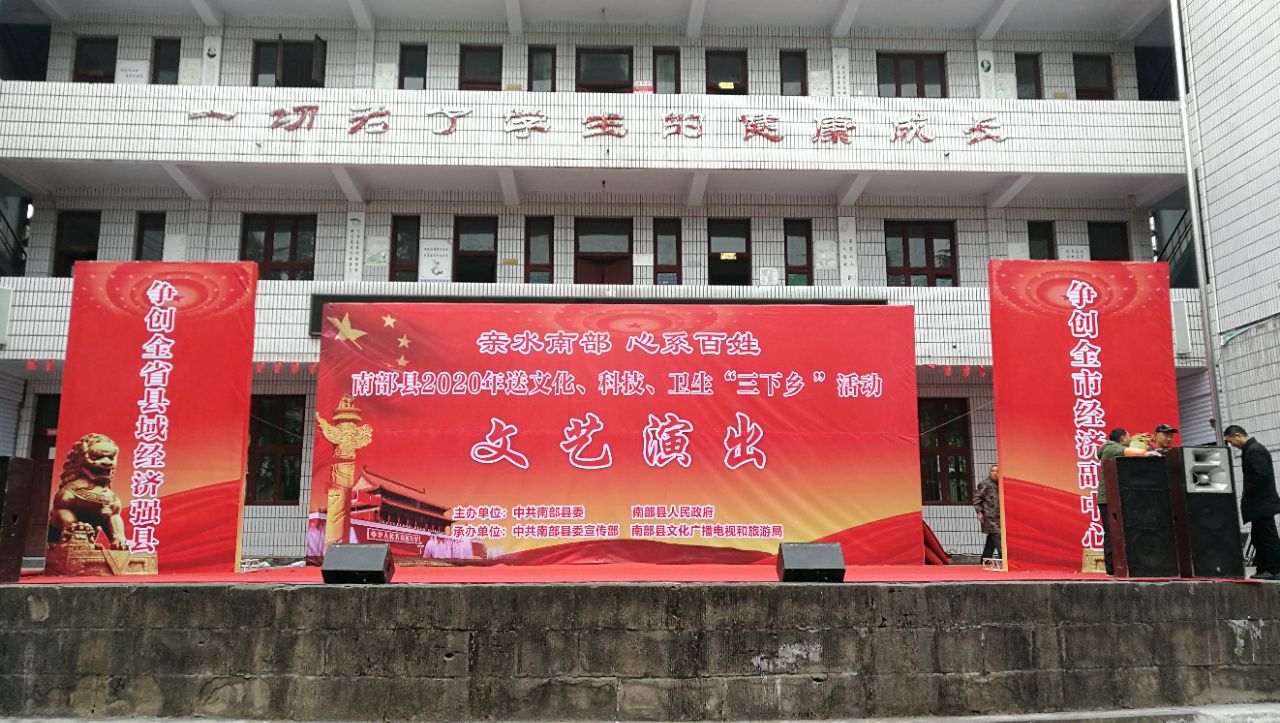 一切为了学生的健康成长
争创全省县域经济强县
亲水南部 心系百姓
南部县2020年送文化、科技、卫生“三下乡”活动
文艺演出
主办单位：中共南部县委 南部县人民政府
承办单位：中共南部县委宣传部 南部县文化广播电视和旅游局
争创全市经济副中心